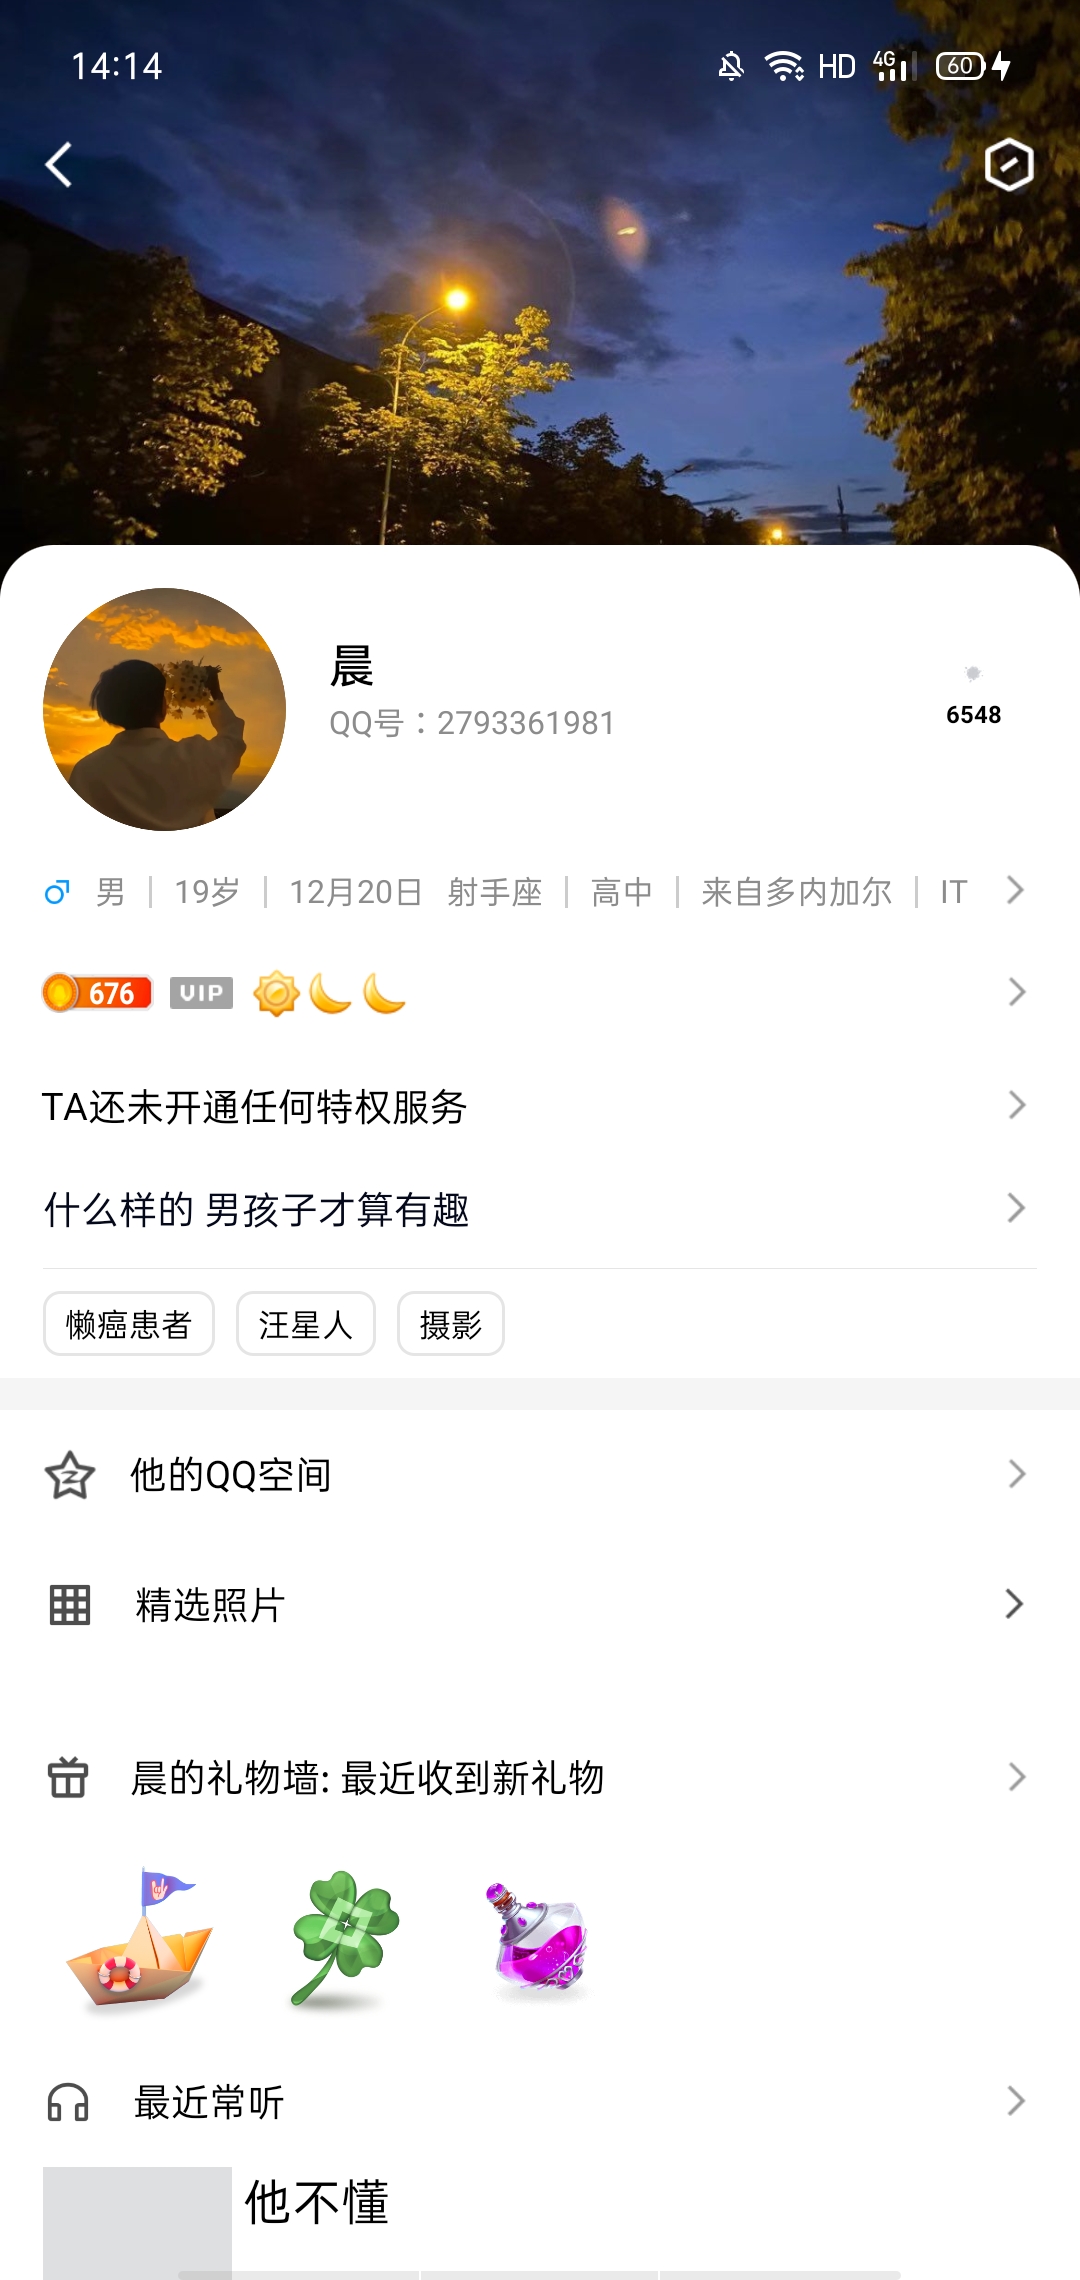 14:14
HD 4G 60
晨
QQ号：2793361981
6548
男 19岁 12月20日 射手座 高中 来自多内加尔 IT
676 VIP
TA还未开通任何特权服务
什么样的 男孩子才算有趣
懒癌患者 汪星人 摄影
他的QQ空间
精选照片
晨的礼物墙: 最近收到新礼物
最近常听
他不懂